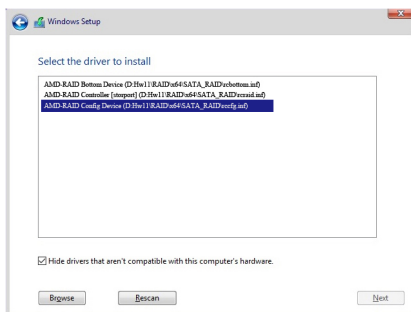 Windows Setup
Select the driver to install
AMD-RAID Bottom Device (D:Hw11\RAID\x64\SATA_RAID\rcbottom.inf)
AMD-RAID Controller [storport] (D:Hw11\RAID\x64\SATA_RAID\rcraid.inf)
AMD-RAID Config Device (D:Hw11\RAID\x64\SATA_RAID\rccfg.inf)
Hide drivers that aren't compatible with this computer's hardware.
Browse Rescan Next